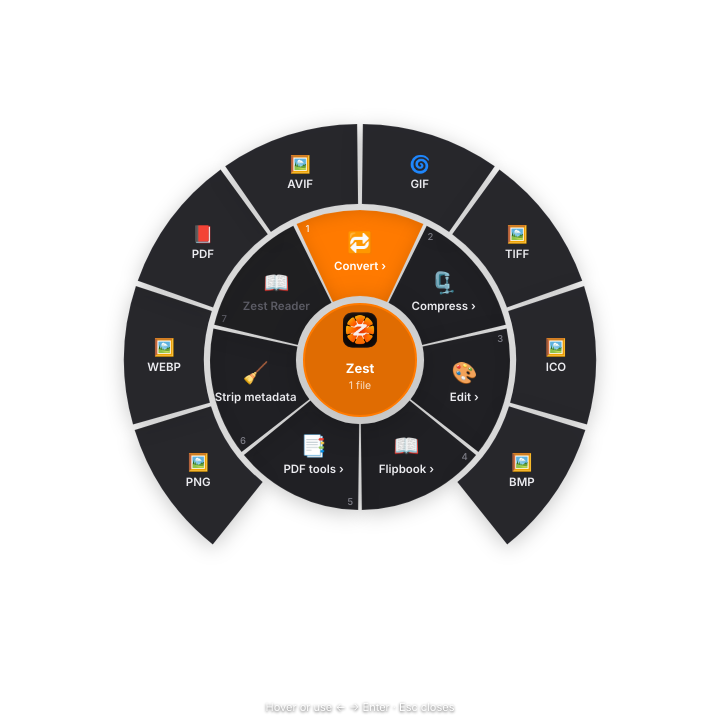 AVIF
GIF
PDF
TIFF
WEBP
ICO
PNG
BMP
1
Convert ›
2
Compress ›
3
Edit ›
4
Flipbook ›
5
PDF tools ›
6
Strip metadata
7
Zest Reader
Z
Zest
1 file
Hover or use ← → Enter · Esc closes